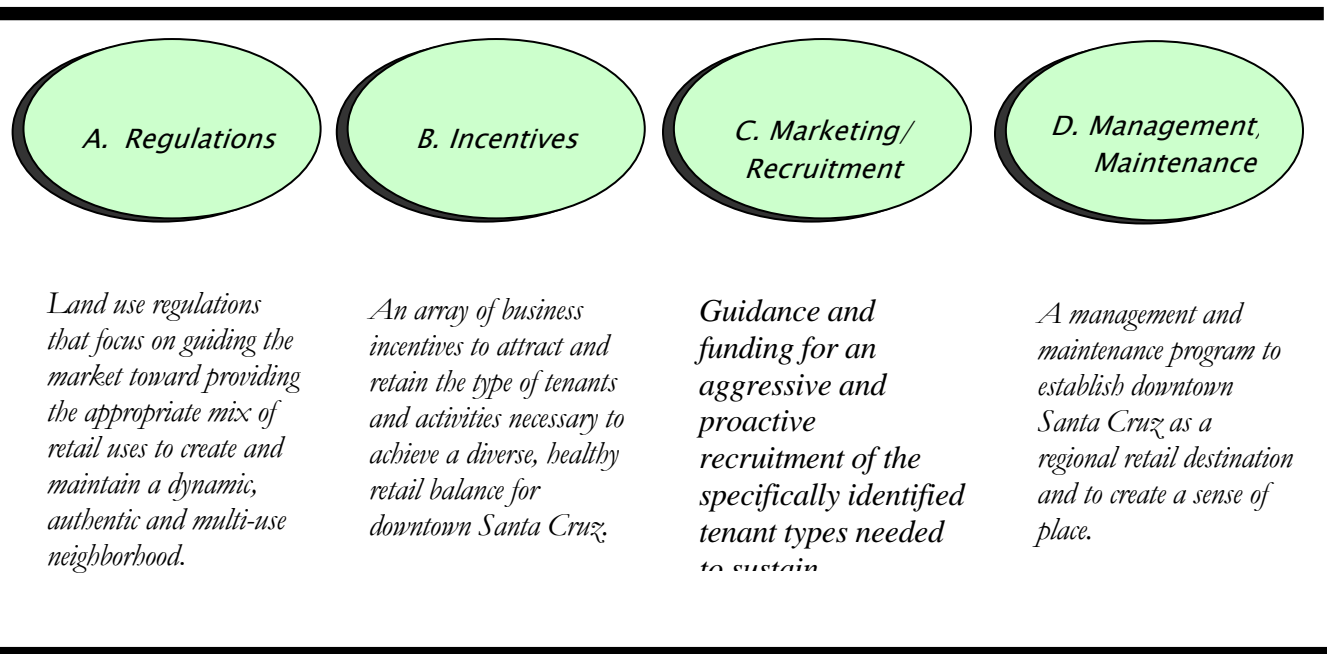 A. Regulations
B. Incentives
C. Marketing/
Recruitment
D. Management,
Maintenance
Land use regulations
that focus on guiding the
market toward providing
the appropriate mix of
retail uses to create and
maintain a dynamic,
authentic and multi-use
neighborhood.
An array of business
incentives to attract and
retain the type of tenants
and activities necessary to
achieve a diverse, healthy
retail balance for
downtown Santa Cruz.
Guidance and
funding for an
aggressive and
proactive
recruitment of the
specifically identified
tenant types needed
to sustain
A management and
maintenance program to
establish downtown
Santa Cruz as a
regional retail destination
and to create a sense of
place.